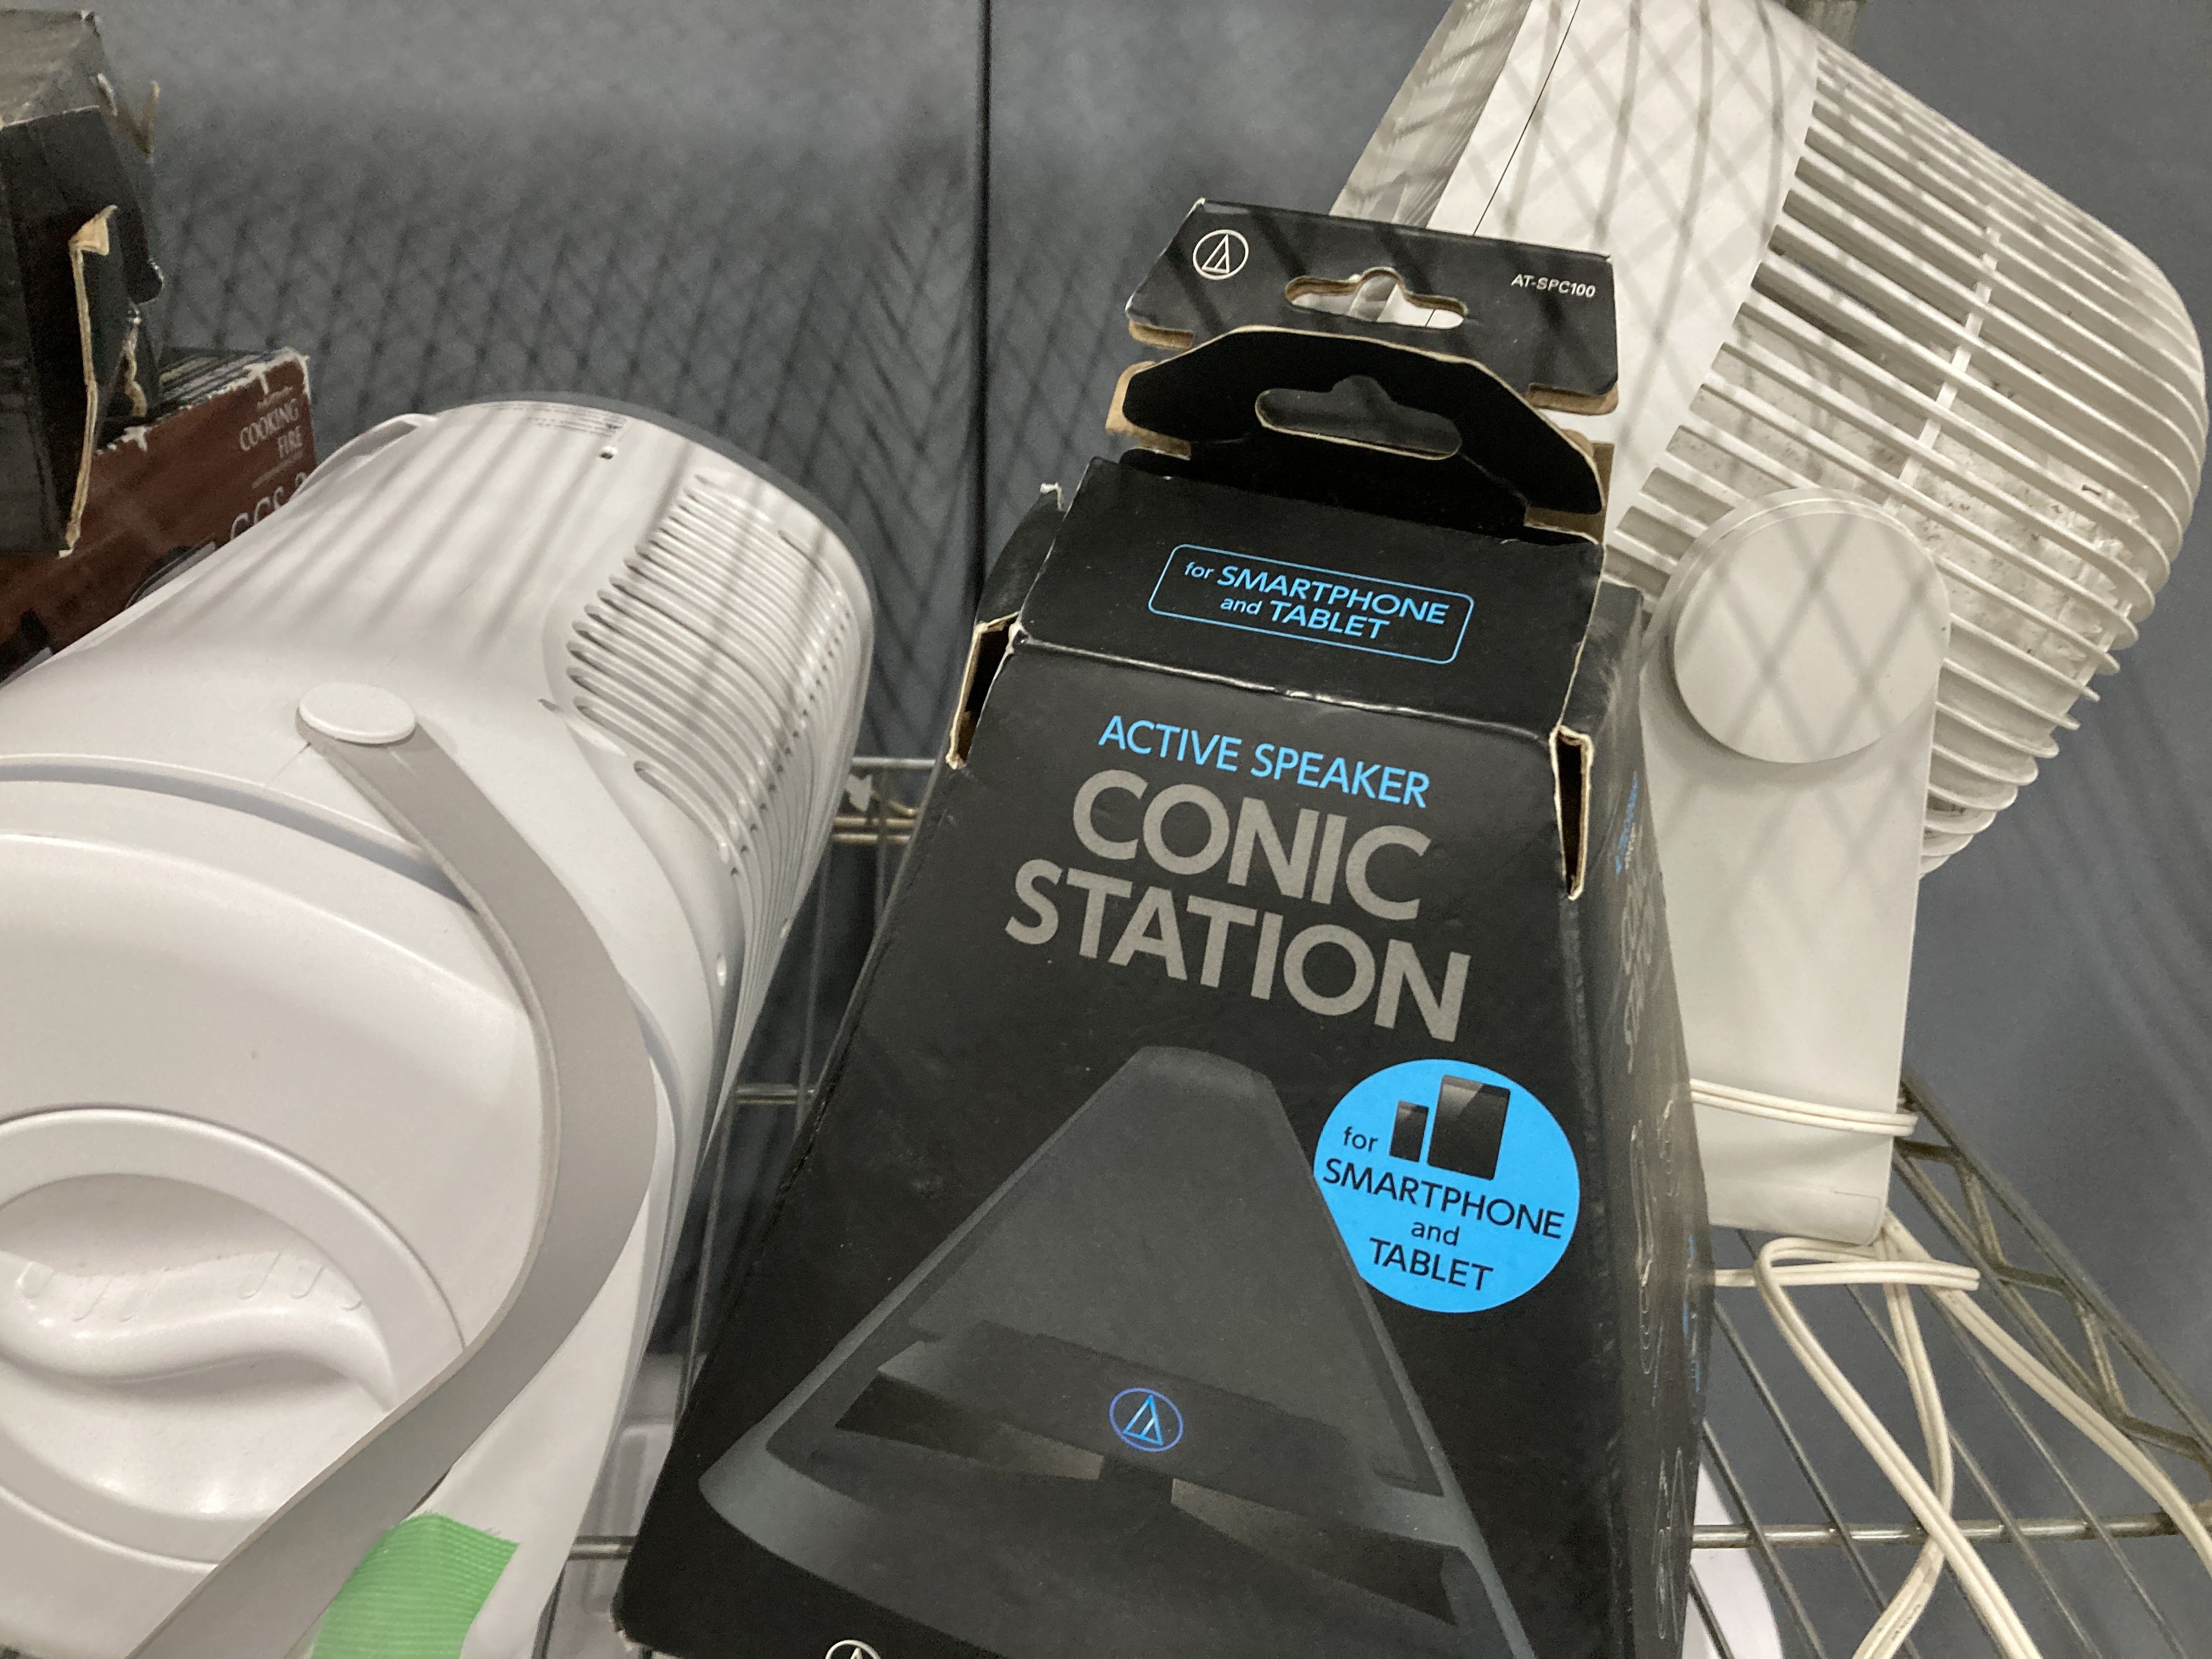 AT-SPC100
for SMARTPHONE
and TABLET
ACTIVE SPEAKER
CONIC
STATION
for
SMARTPHONE
and
TABLET
COOKING
FIRE